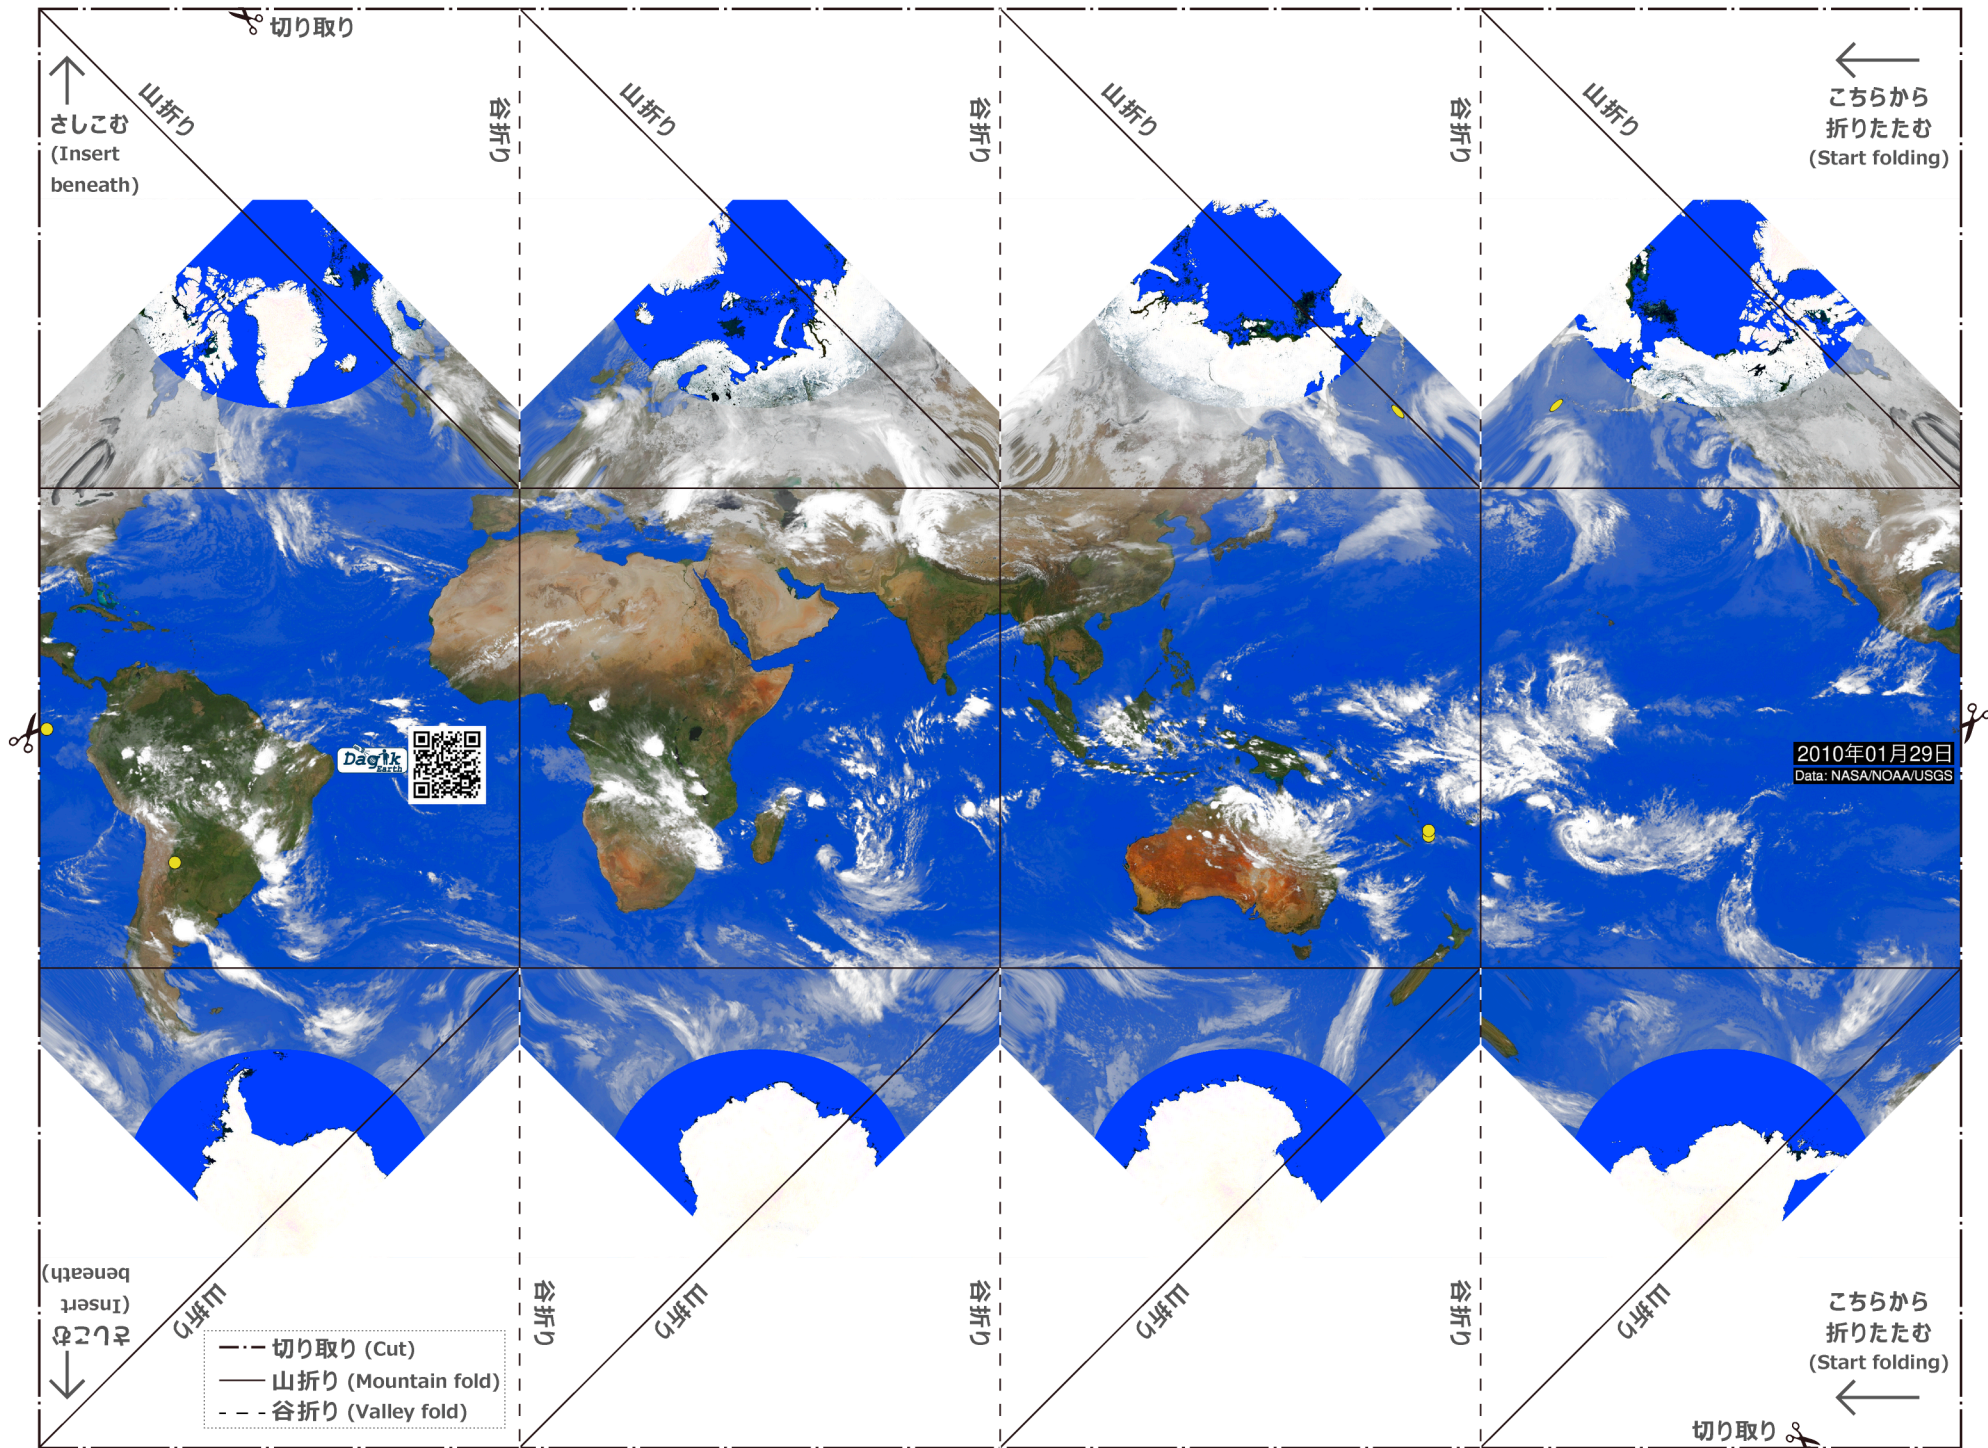 切り取り
山折り
山折り
山折り
山折り
谷折り
谷折り
谷折り
さしこむ
(Insert
beneath)
こちらから
折りたたむ
(Start folding)
Dagik
Earth
2010年01月29日
Data: NASA/NOAA/USGS
さしこむ
(Insert
beneath)
山折り
山折り
山折り
山折り
谷折り
谷折り
谷折り
こちらから
折りたたむ
(Start folding)
切り取り (Cut)
山折り (Mountain fold)
谷折り (Valley fold)
切り取り